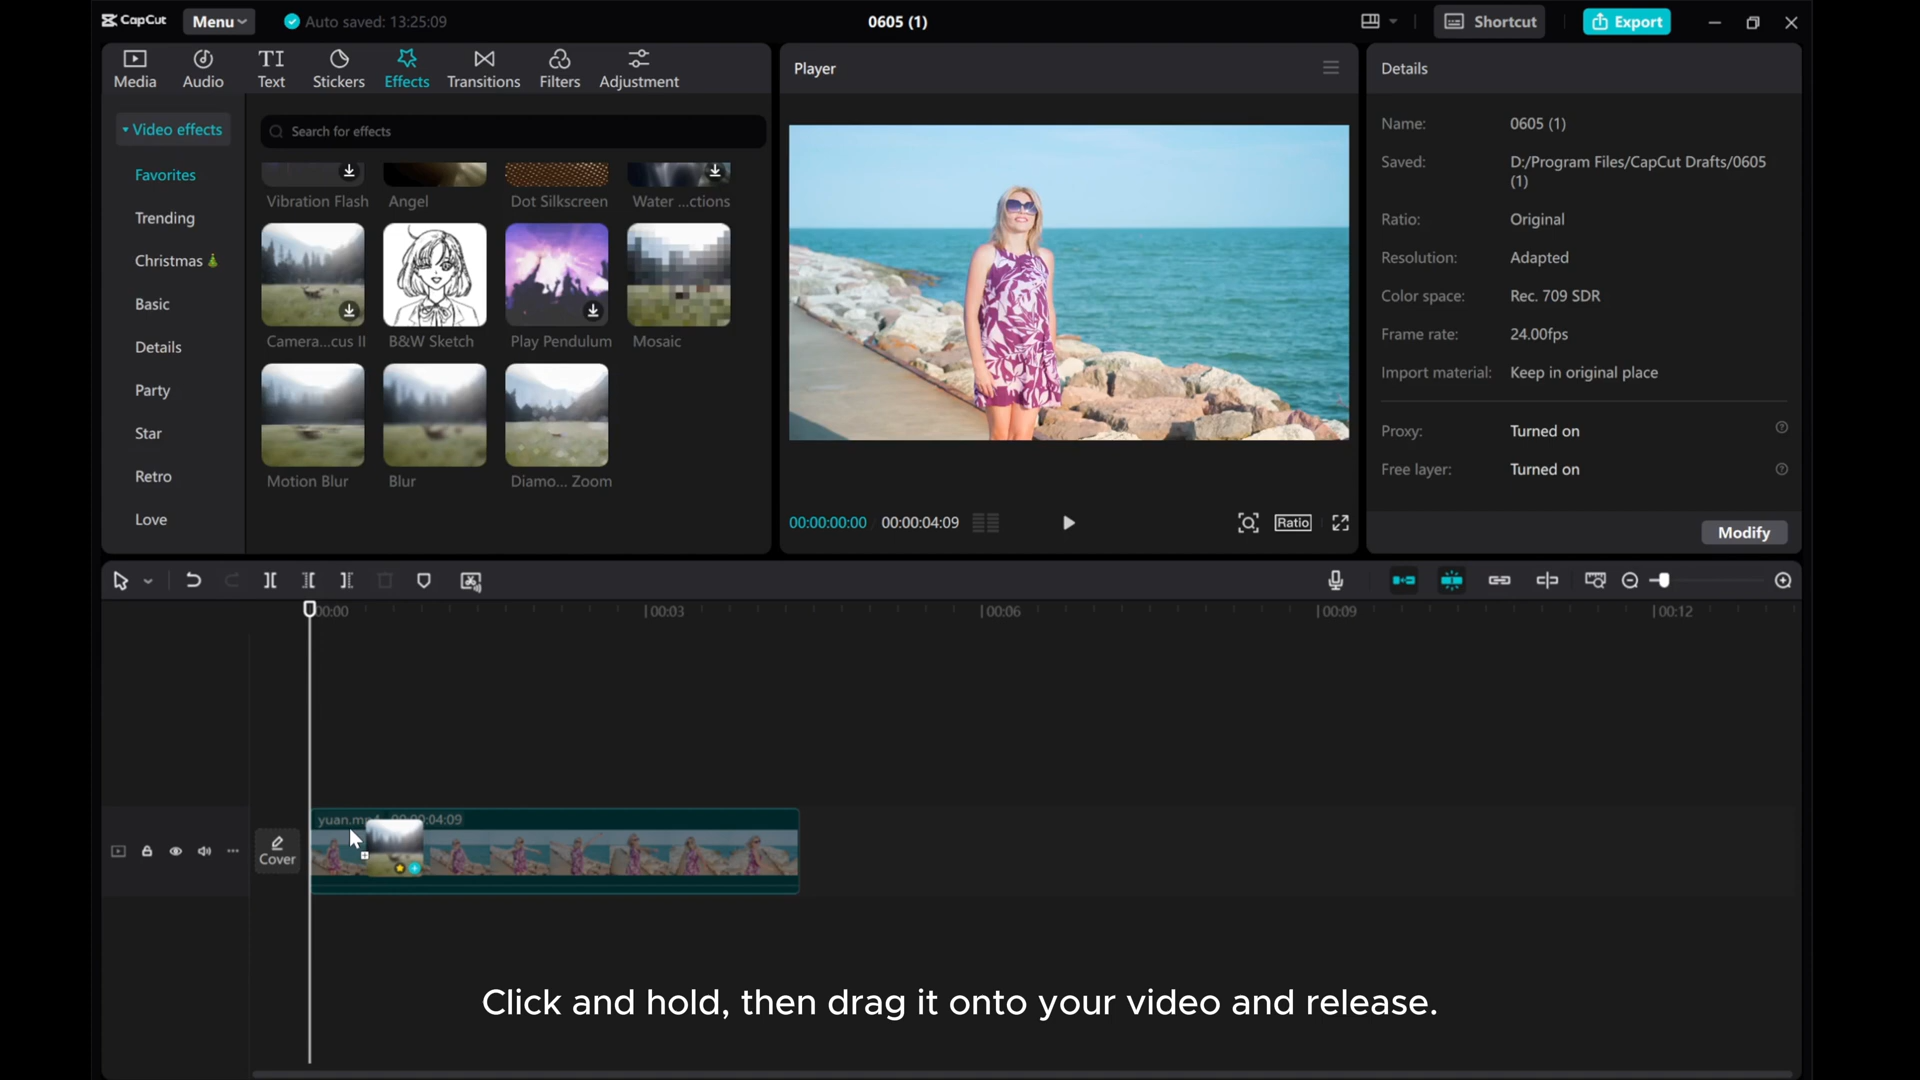 CapCut
Menu
Auto saved: 13:25:09
0605 (1)
Shortcut
Export
Media
Audio
TI
Text
Stickers
Effects
Transitions
Filters
Adjustment
Video effects
Favorites
Trending
Christmas
Basic
Details
Party
Star
Retro
Love
Search for effects
Vibration Flash
Angel
Dot Silkscreen
Water ...ctions
Camera...cus II
B&W Sketch
Play Pendulum
Mosaic
Motion Blur
Blur
Diamo... Zoom
Player
00:00:00:00
00:00:04:09
Ratio
Details
Name:
0605 (1)
Saved:
D:/Program Files/CapCut Drafts/0605
(1)
Ratio:
Original
Resolution:
Adapted
Color space:
Rec. 709 SDR
Frame rate:
24.00fps
Import material:
Keep in original place
Proxy:
Turned on
Free layer:
Turned on
Modify
00:00
00:03
00:06
00:09
00:12
Cover
Click and hold, then drag it onto your video and release.